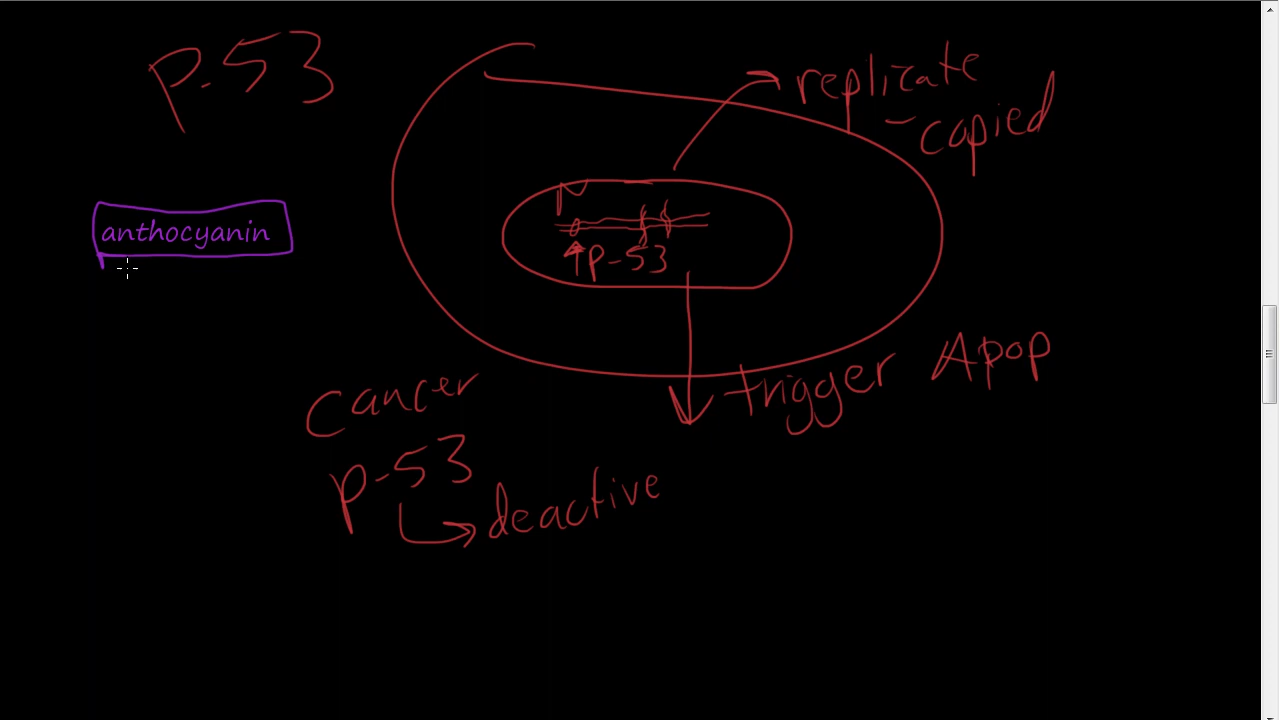 P-53
replicate
-copied
anthocyanin
N
P-53
trigger Apop
Cancer
p-53
deactive